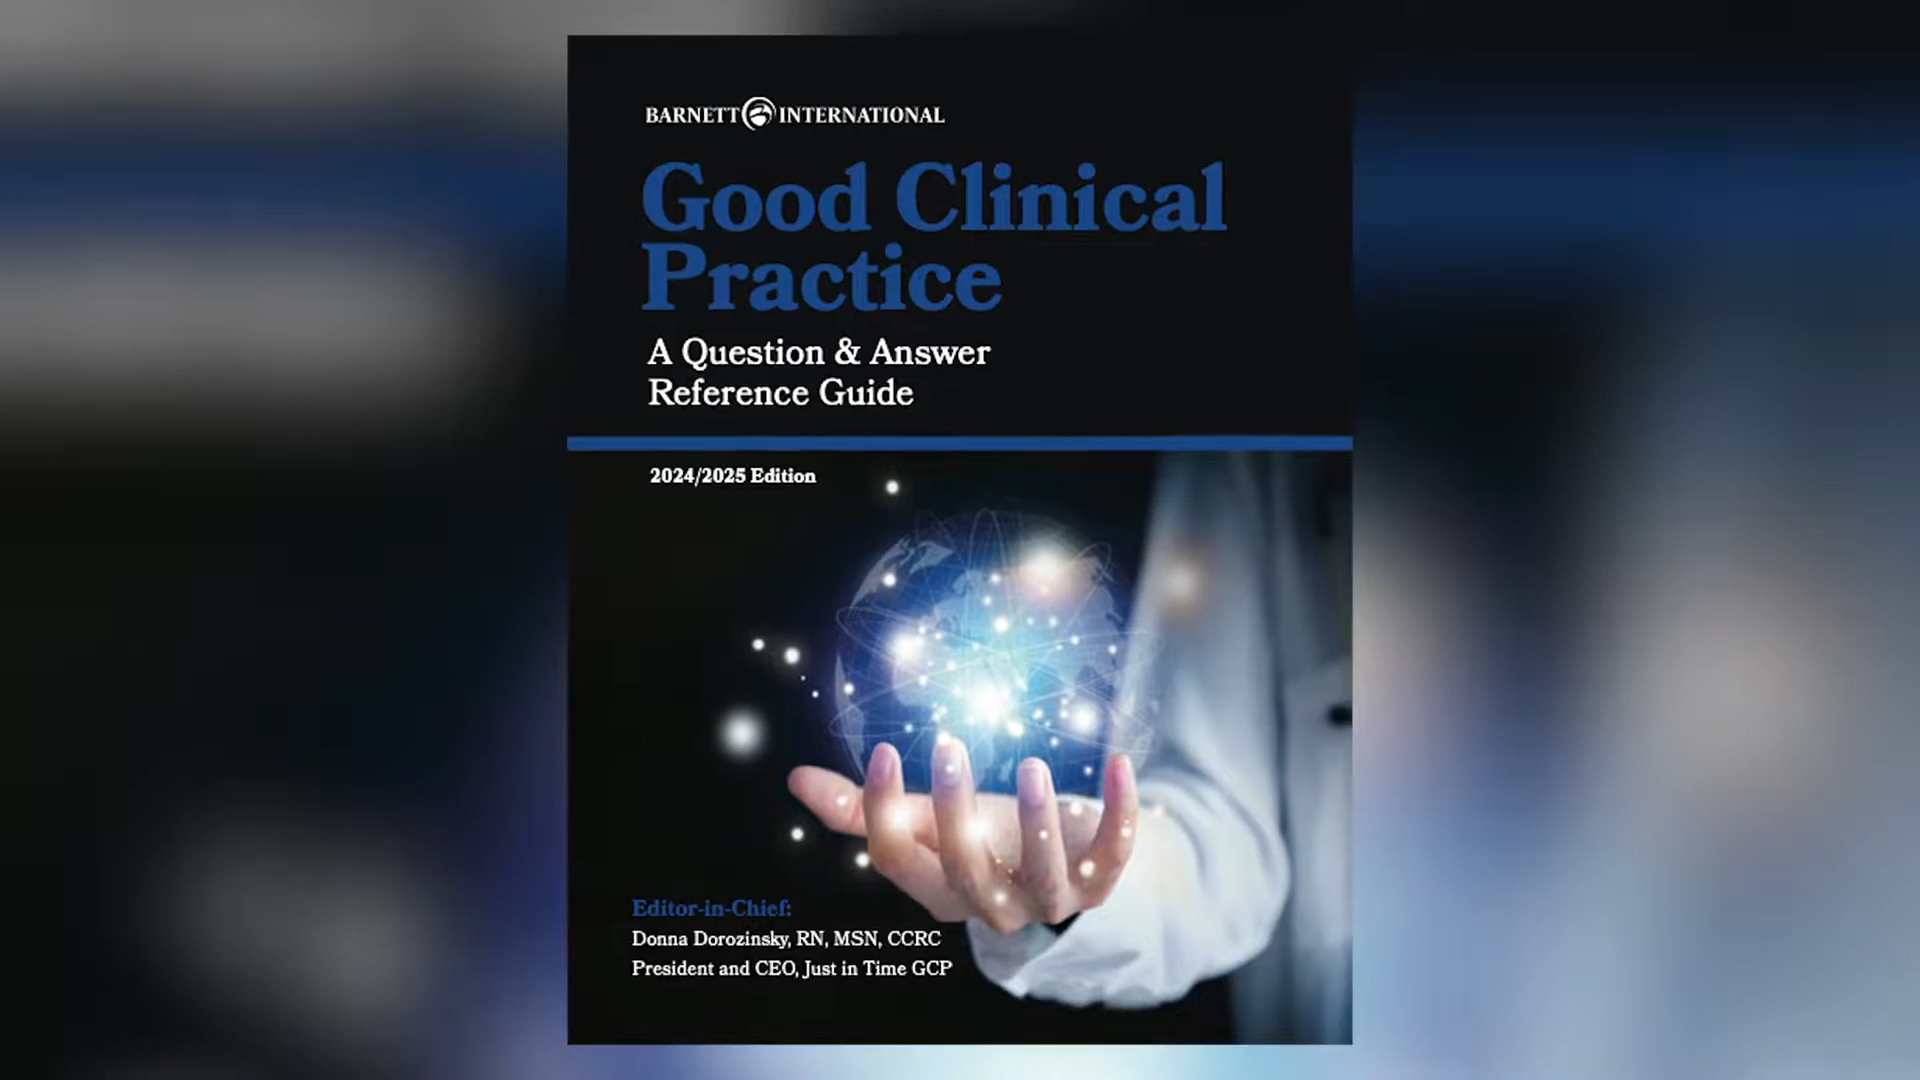 BARNETT INTERNATIONAL
Good Clinical
Practice
A Question & Answer
Reference Guide
2024/2025 Edition
Editor-in-Chief:
Donna Dorozinsky, RN, MSN, CCRC
President and CEO, Just in Time GCP